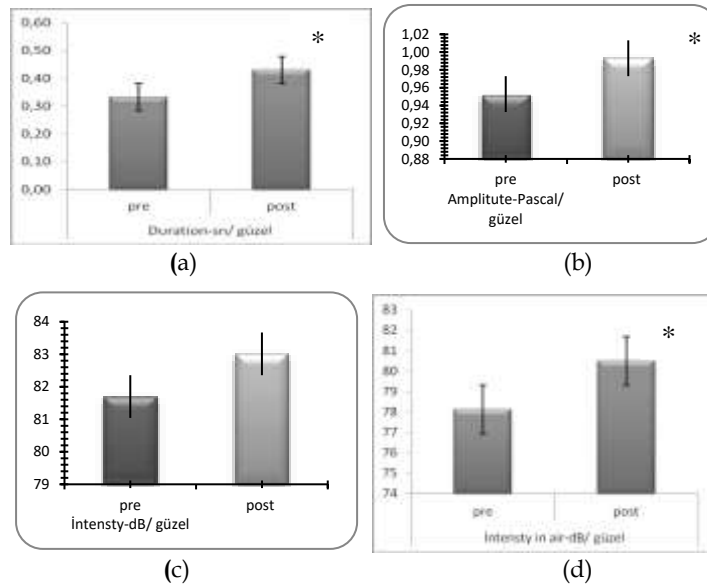 0,60
0,50
0,40
0,30
0,20
0,10
0,00
*
pre post
Duration-sn/ güzel
(a)
1,02
1,00
0,98
0,96
0,94
0,92
0,90
0,88
*
pre post
Amplitute-Pascal/
güzel
(b)
84
83
82
81
80
79
pre post
İntensty-dB/ güzel
(c)
83
82
81
80
79
78
77
76
75
74
*
pre post
İntensty in air-dB/ güzel
(d)